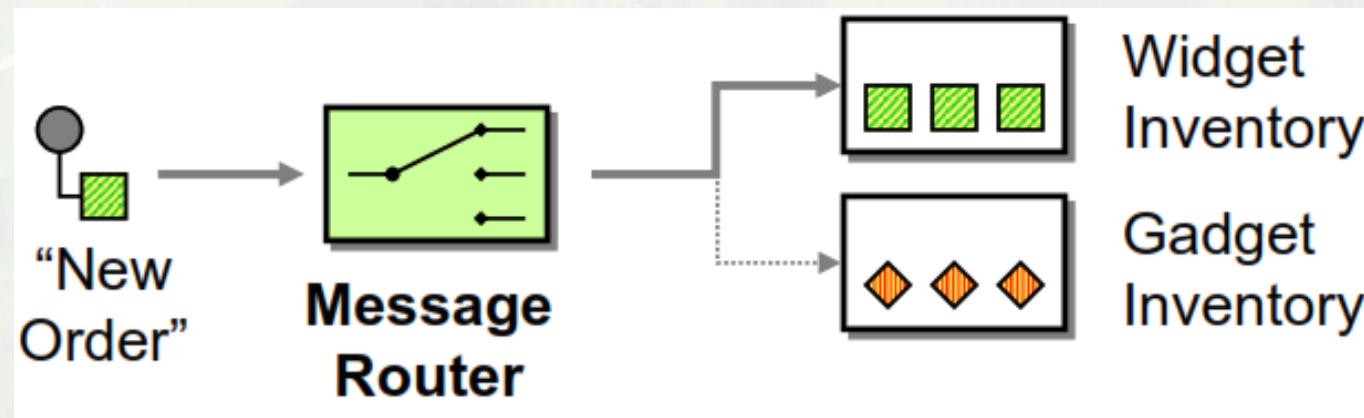 “New
Order”
Message
Router
Widget
Inventory
Gadget
Inventory